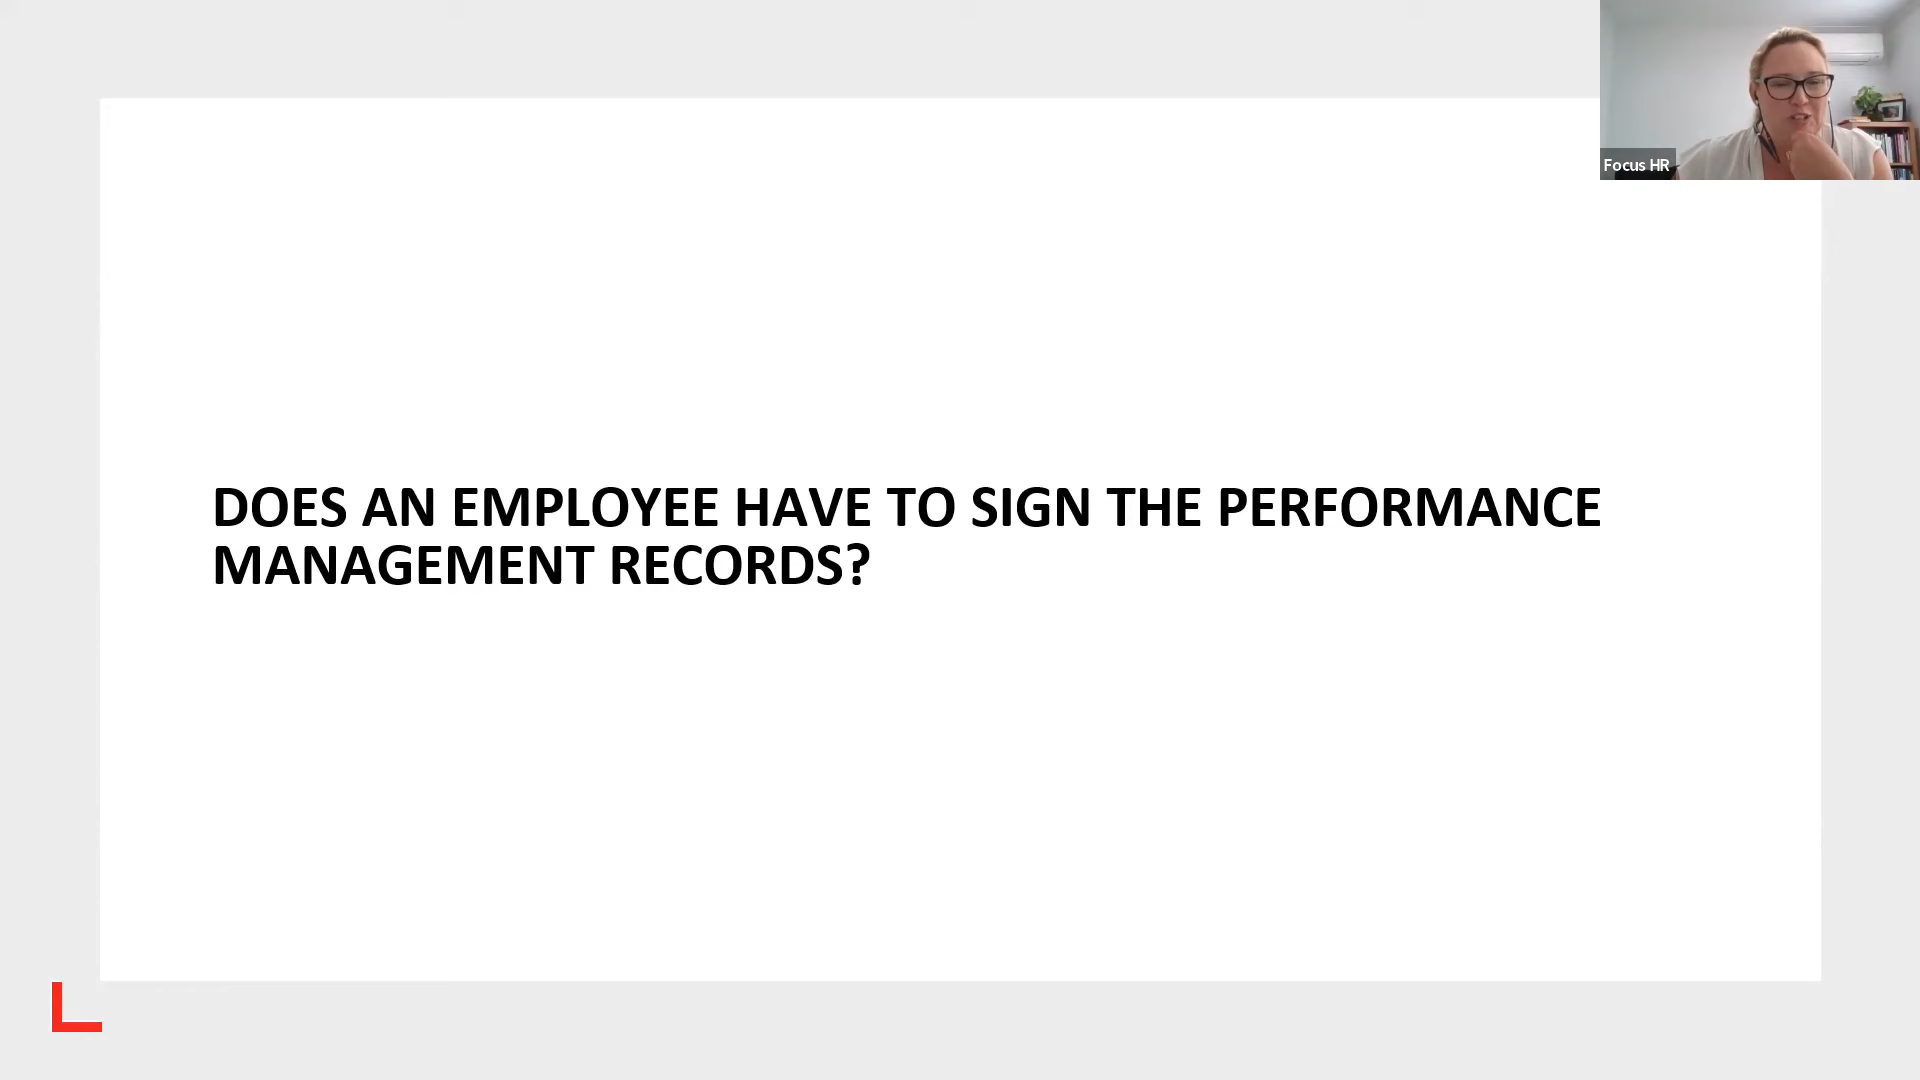 Focus HR
DOES AN EMPLOYEE HAVE TO SIGN THE PERFORMANCE
MANAGEMENT RECORDS?